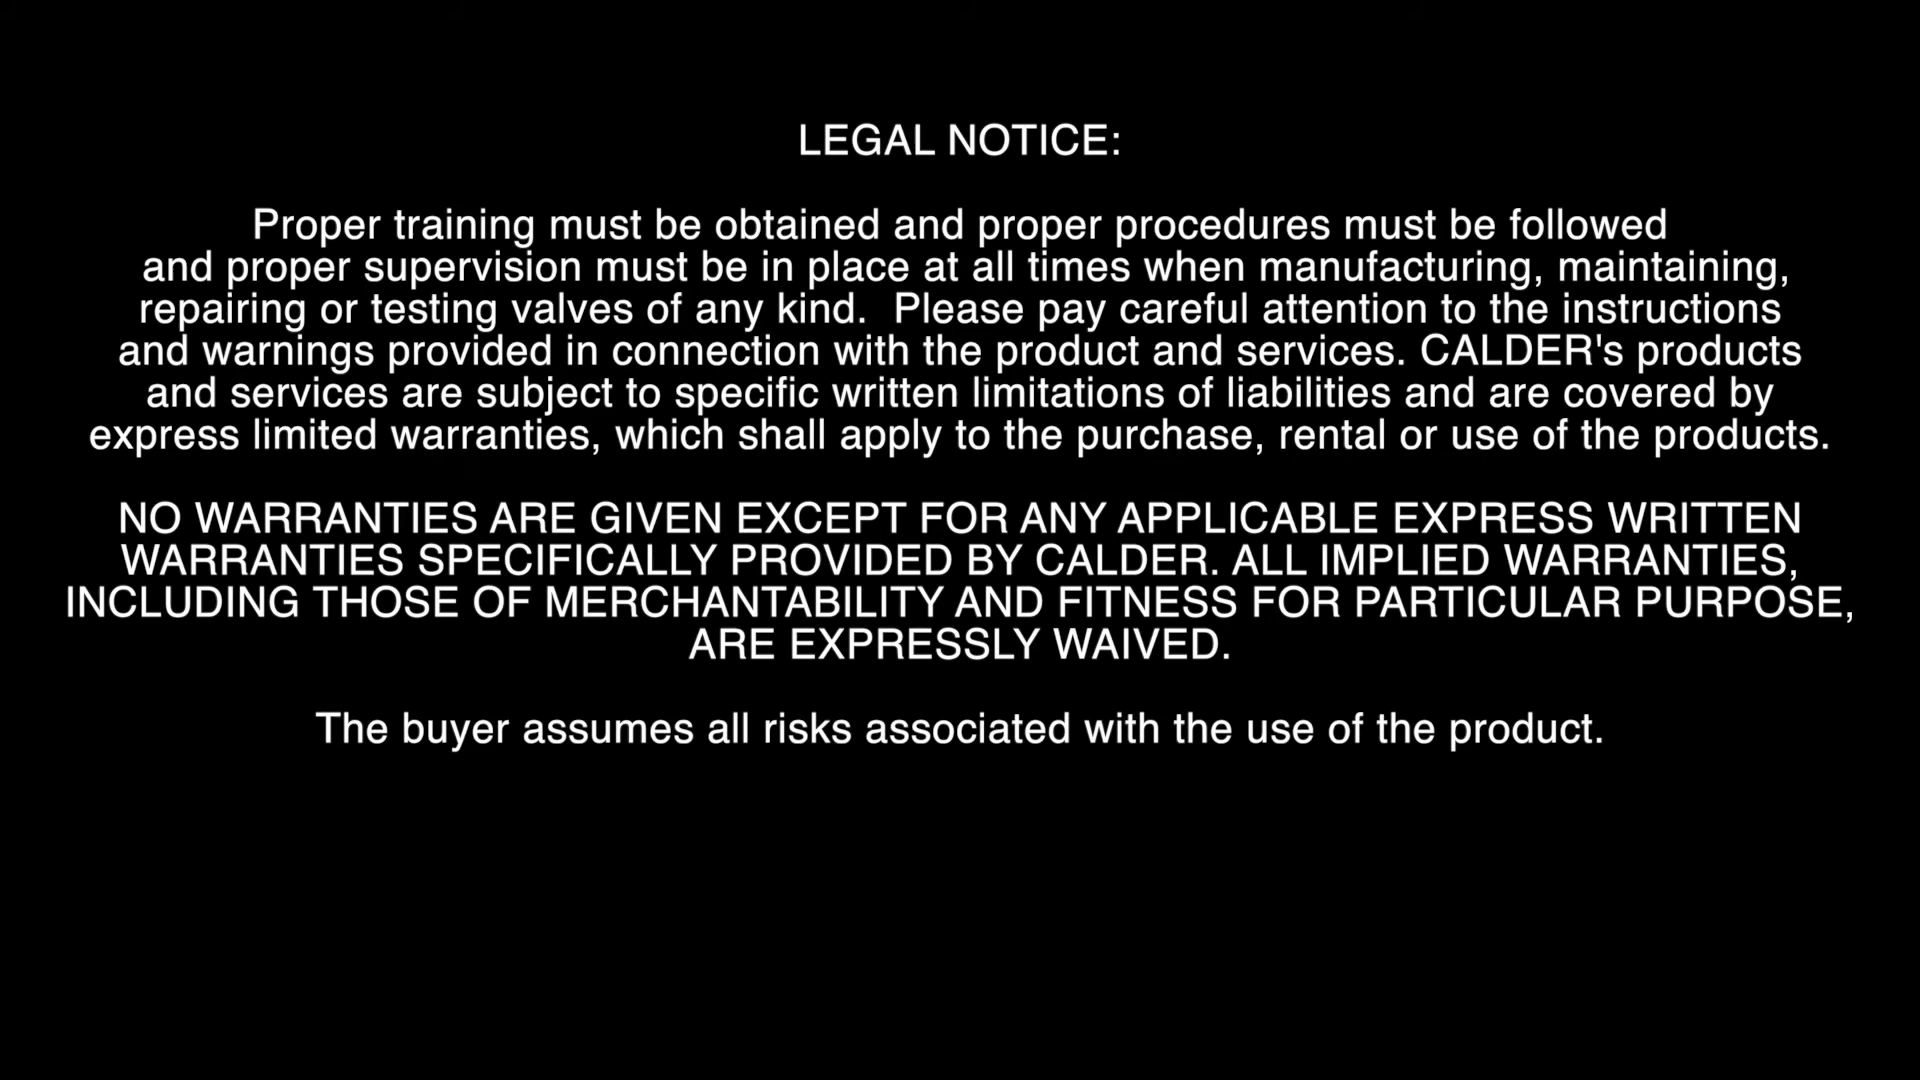 LEGAL NOTICE:
Proper training must be obtained and proper procedures must be followed
and proper supervision must be in place at all times when manufacturing, maintaining,
repairing or testing valves of any kind.  Please pay careful attention to the instructions
and warnings provided in connection with the product and services. CALDER's products
and services are subject to specific written limitations of liabilities and are covered by
express limited warranties, which shall apply to the purchase, rental or use of the products.
NO WARRANTIES ARE GIVEN EXCEPT FOR ANY APPLICABLE EXPRESS WRITTEN
WARRANTIES SPECIFICALLY PROVIDED BY CALDER. ALL IMPLIED WARRANTIES,
INCLUDING THOSE OF MERCHANTABILITY AND FITNESS FOR PARTICULAR PURPOSE,
ARE EXPRESSLY WAIVED.
The buyer assumes all risks associated with the use of the product.